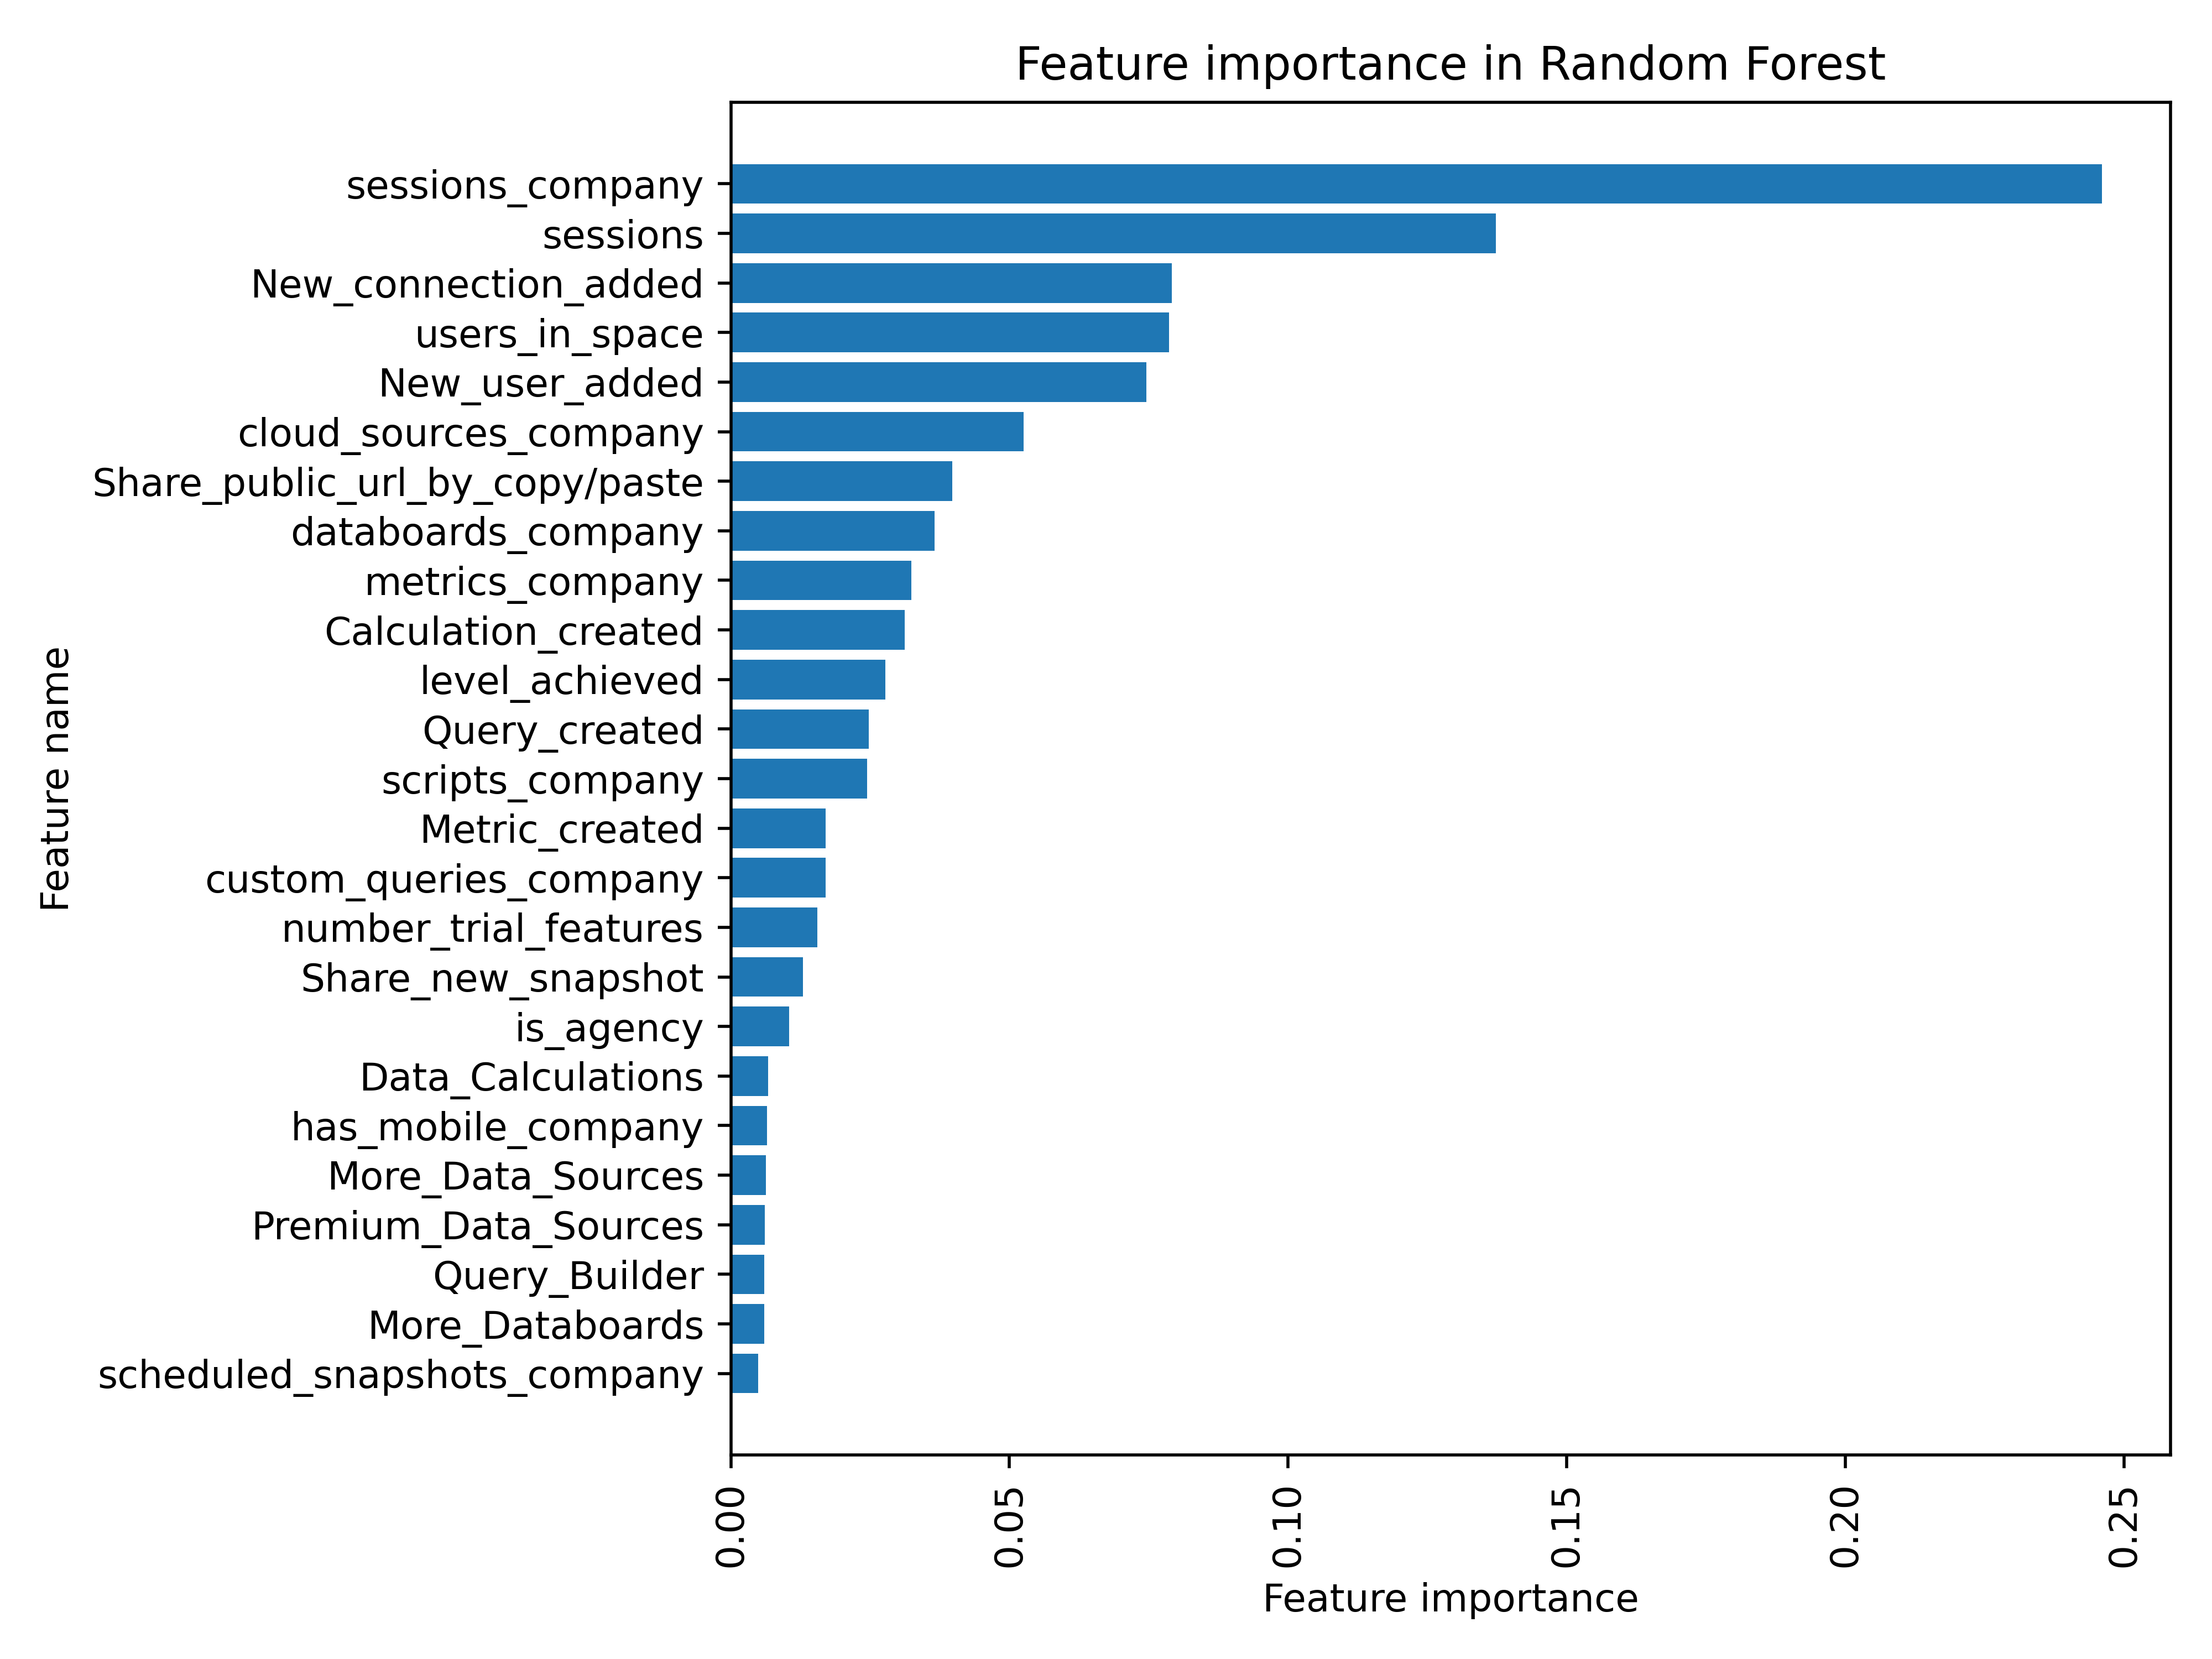 Feature importance in Random Forest
Feature name
sessions_company
sessions
New_connection_added
users_in_space
New_user_added
cloud_sources_company
Share_public_url_by_copy/paste
databoards_company
metrics_company
Calculation_created
level_achieved
Query_created
scripts_company
Metric_created
custom_queries_company
number_trial_features
Share_new_snapshot
is_agency
Data_Calculations
has_mobile_company
More_Data_Sources
Premium_Data_Sources
Query_Builder
More_Databoards
scheduled_snapshots_company
0.00
0.05
0.10
0.15
0.20
0.25
Feature importance